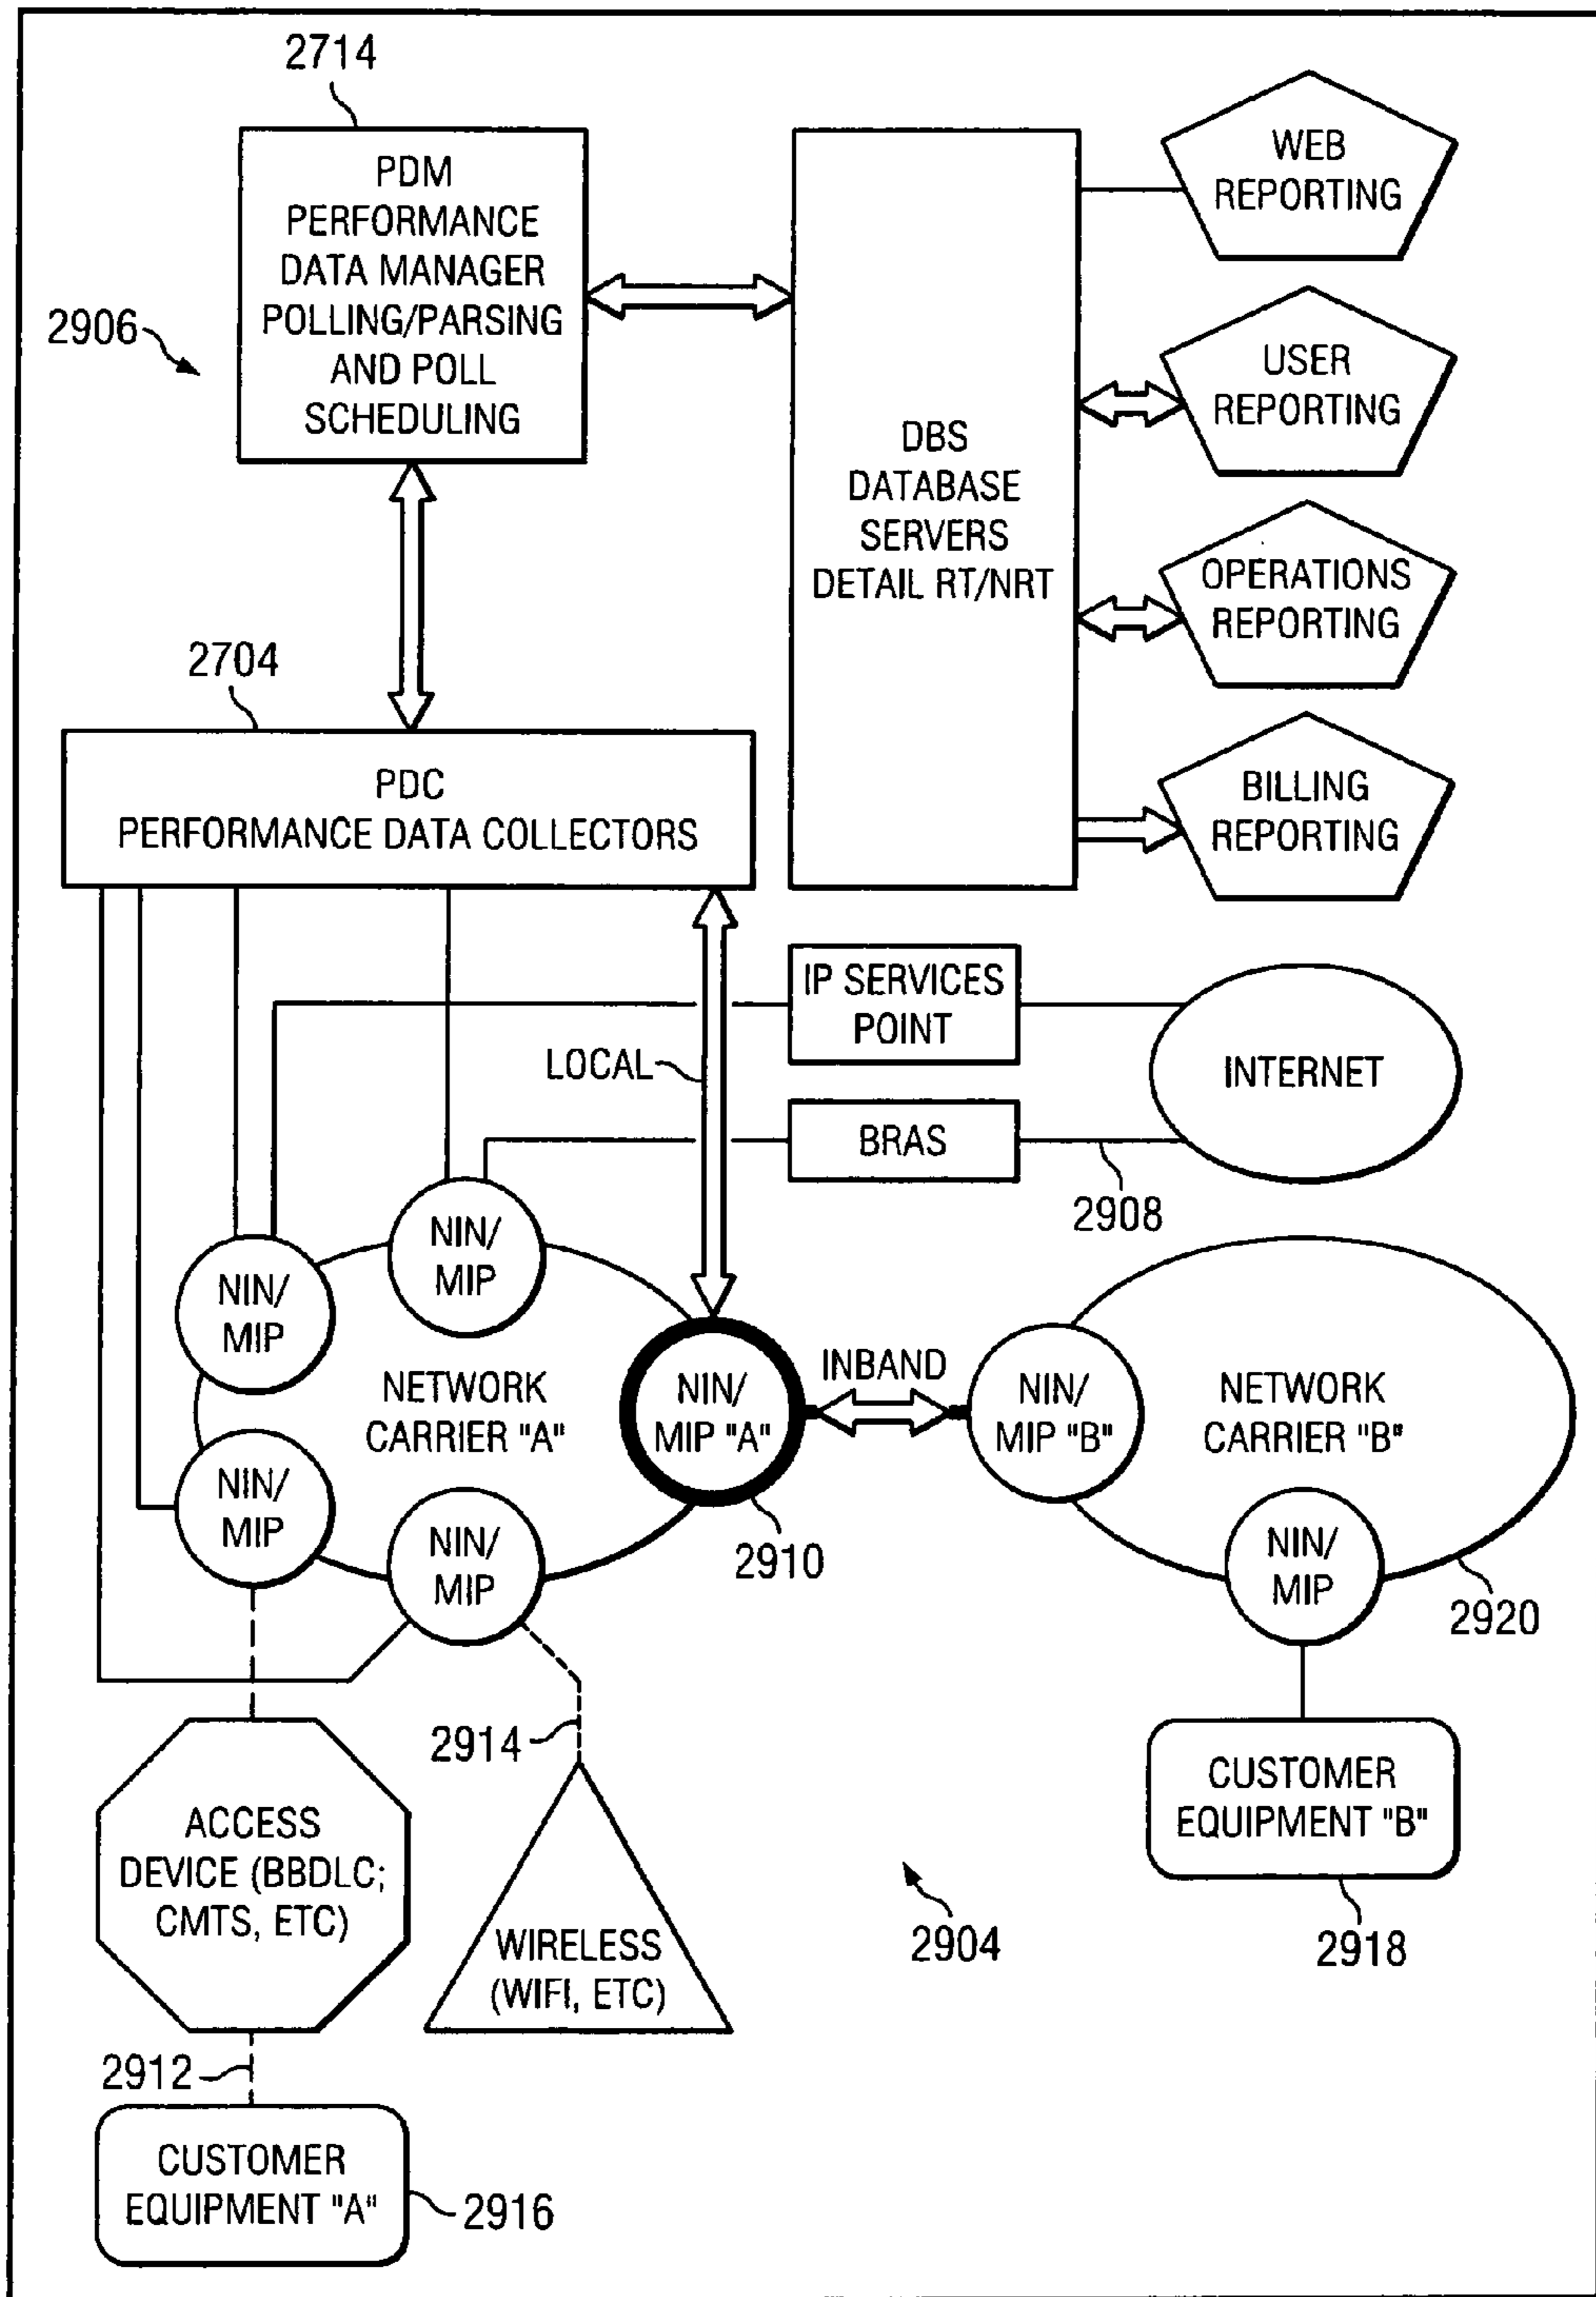 2714
PDM
PERFORMANCE
DATA MANAGER
POLLING/PARSING
AND POLL
SCHEDULING
2906
DBS
DATABASE
SERVERS
DETAIL RT/NRT
WEB
REPORTING
USER
REPORTING
OPERATIONS
REPORTING
BILLING
REPORTING
2704
PDC
PERFORMANCE DATA COLLECTORS
IP SERVICES
POINT
LOCAL
INTERNET
BRAS
2908
NIN/
MIP
NIN/
MIP
NETWORK
CARRIER "A"
NIN/
MIP "A"
INBAND
NIN/
MIP "B"
NETWORK
CARRIER "B"
NIN/
MIP
NIN/
MIP
2910
NIN/
MIP
2920
2914
ACCESS
DEVICE (BBDLC;
CMTS, ETC)
WIRELESS
(WIFI, ETC)
2904
CUSTOMER
EQUIPMENT "B"
2918
2912
CUSTOMER
EQUIPMENT "A"
2916